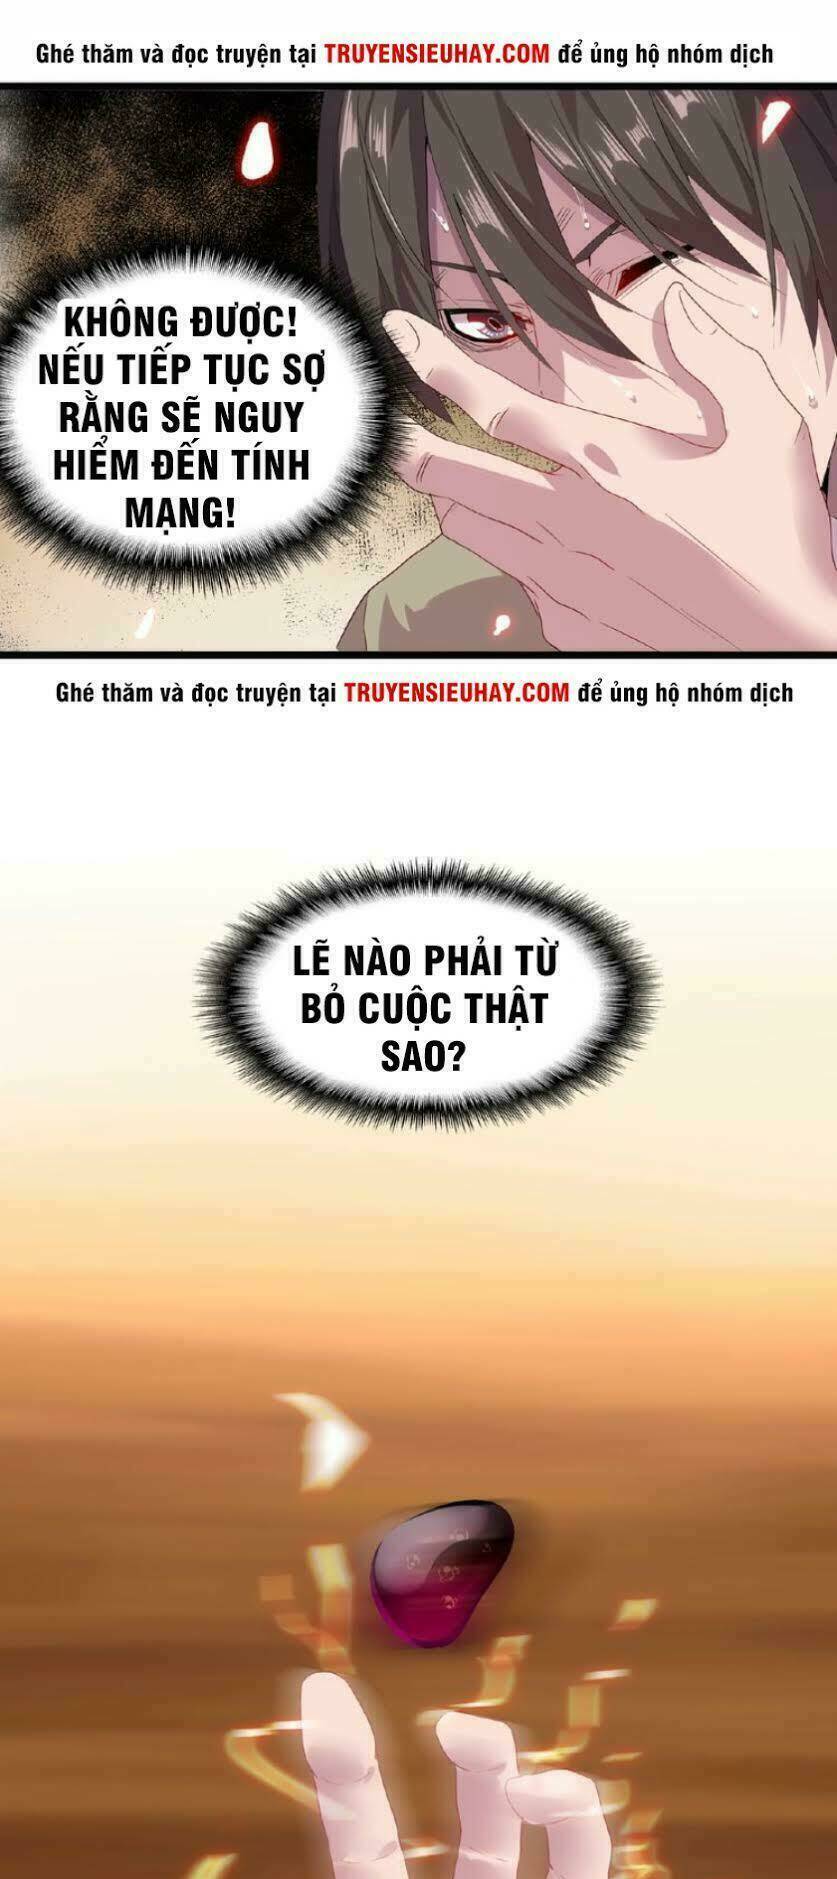 Ghé thăm và đọc truyện tại TRUYENSIEUHAY.COM để ủng hộ nhóm dịch
KHÔNG ĐƯỢC!
NẾU TIẾP TỤC SỢ
RẰNG SẼ NGUY
HIỂM ĐẾN TÍNH
MẠNG!
Ghé thăm và đọc truyện tại TRUYENSIEUHAY.COM để ủng hộ nhóm dịch
LẼ NÀO PHẢI TỪ
BỎ CUỘC THẬT
SAO?